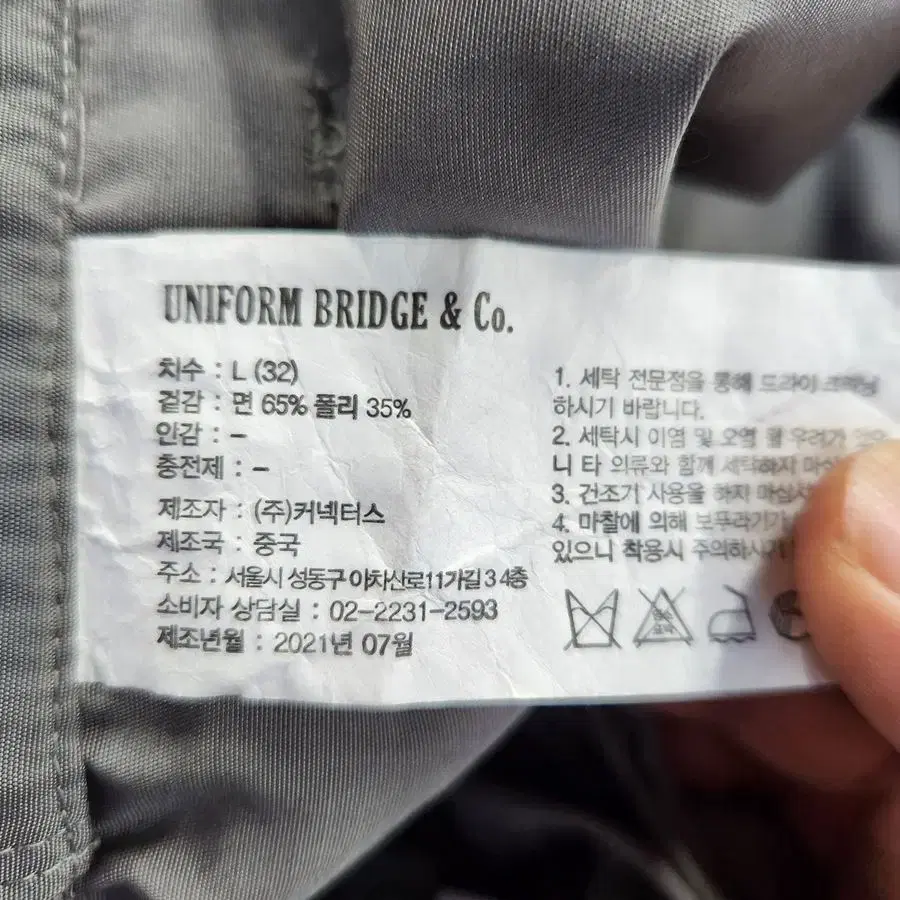 UNIFORM BRIDGE & Co.
치수 : L (32)
겉감 : 면 65% 폴리 35%
안감 : –
충전제 : –
제조자 : (주)커넥터스
제조국 : 중국
주소 : 서울시 성동구 아차산로11가길 3 4층
소비자 상담실 : 02-2231-2593
제조년월 : 2021년 07월
1. 세탁 전문점을 통해 드라이
하시기 바랍니다.
2. 세탁시 이염 및 오염 될 우려가
니 타 의류와 함께 세탁하지
3. 건조기 사용을 하지
4. 마찰에 의해 보푸라기가
있으니 착용시 주의하시기